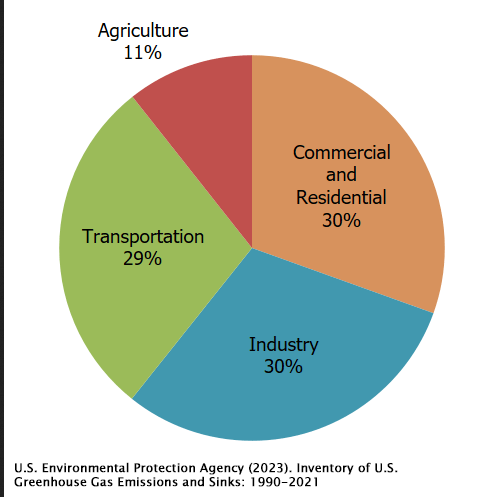 Agriculture
11%
Commercial
and
Residential
30%
Transportation
29%
Industry
30%
U.S. Environmental Protection Agency (2023). Inventory of U.S.
Greenhouse Gas Emissions and Sinks: 1990-2021